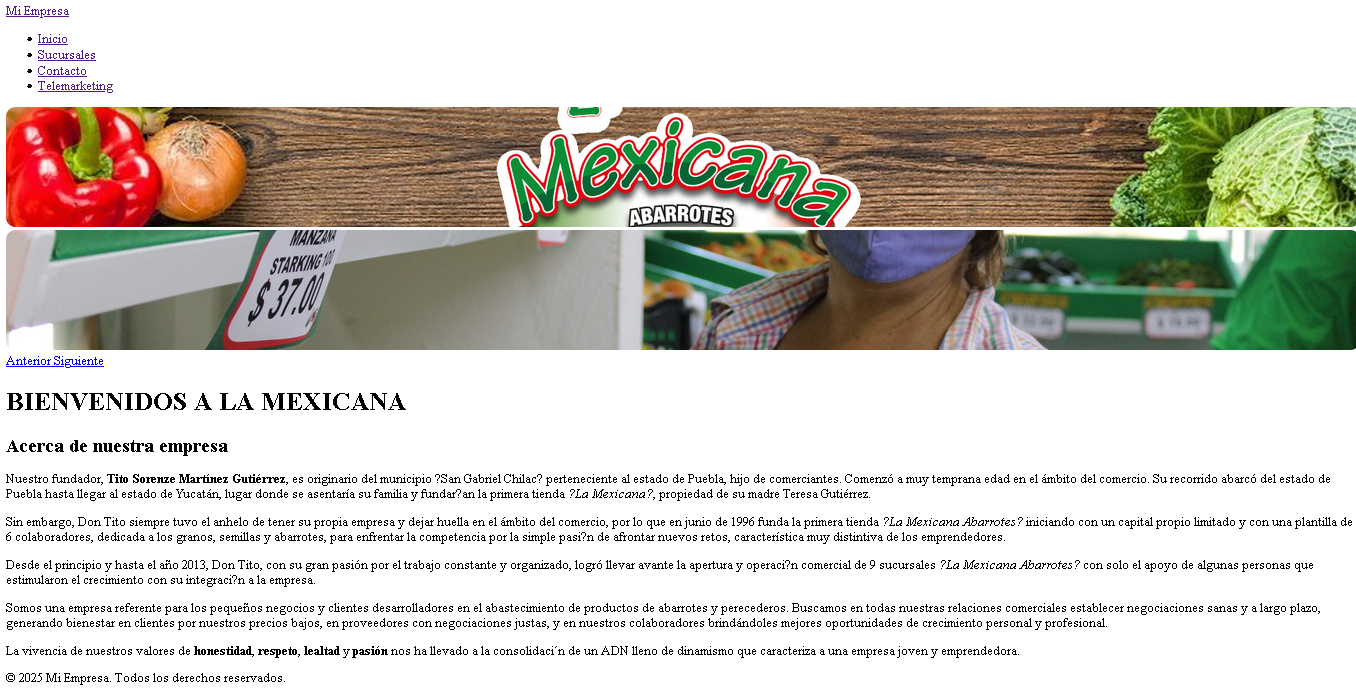 Mi Empresa
Inicio
Sucursales
Contacto
Telemarketing
Mexicana
ABARROTES
MANZANA
STARKING 100
$ 37.00
Anterior Siguiente
BIENVENIDOS A LA MEXICANA
Acerca de nuestra empresa
Nuestro fundador, Tito Sorenze Martínez Gutiérrez, es originario del municipio ?San Gabriel Chilac? perteneciente al estado de Puebla, hijo de comerciantes. Comenzó a muy temprana edad en el ámbito del comercio. Su recorrido abarcó del estado de
Puebla hasta llegar al estado de Yucatán, lugar donde se asentaría su familia y fundar?an la primera tienda ?La Mexicana?, propiedad de su madre Teresa Gutiérrez.
Sin embargo, Don Tito siempre tuvo el anhelo de tener su propia empresa y dejar huella en el ámbito del comercio, por lo que en junio de 1996 funda la primera tienda ?La Mexicana Abarrotes? iniciando con un capital propio limitado y con una plantilla de
6 colaboradores, dedicada a los granos, semillas y abarrotes, para enfrentar la competencia por la simple pasi?n de afrontar nuevos retos, característica muy distintiva de los emprendedores.
Desde el principio y hasta el año 2013, Don Tito, con su gran pasión por el trabajo constante y organizado, logró llevar avante la apertura y operaci?n comercial de 9 sucursales ?La Mexicana Abarrotes? con solo el apoyo de algunas personas que
estimularon el crecimiento con su integraci?n a la empresa.
Somos una empresa referente para los pequeños negocios y clientes desarrolladores en el abastecimiento de productos de abarrotes y perecederos. Buscamos en todas nuestras relaciones comerciales establecer negociaciones sanas y a largo plazo,
generando bienestar en clientes por nuestros precios bajos, en proveedores con negociaciones justas, y en nuestros colaboradores brindándoles mejores oportunidades de crecimiento personal y profesional.
La vivencia de nuestros valores de honestidad, respeto, lealtad y pasión nos ha llevado a la consolidaci´n de un ADN lleno de dinamismo que caracteriza a una empresa joven y emprendedora.
© 2025 Mi Empresa. Todos los derechos reservados.